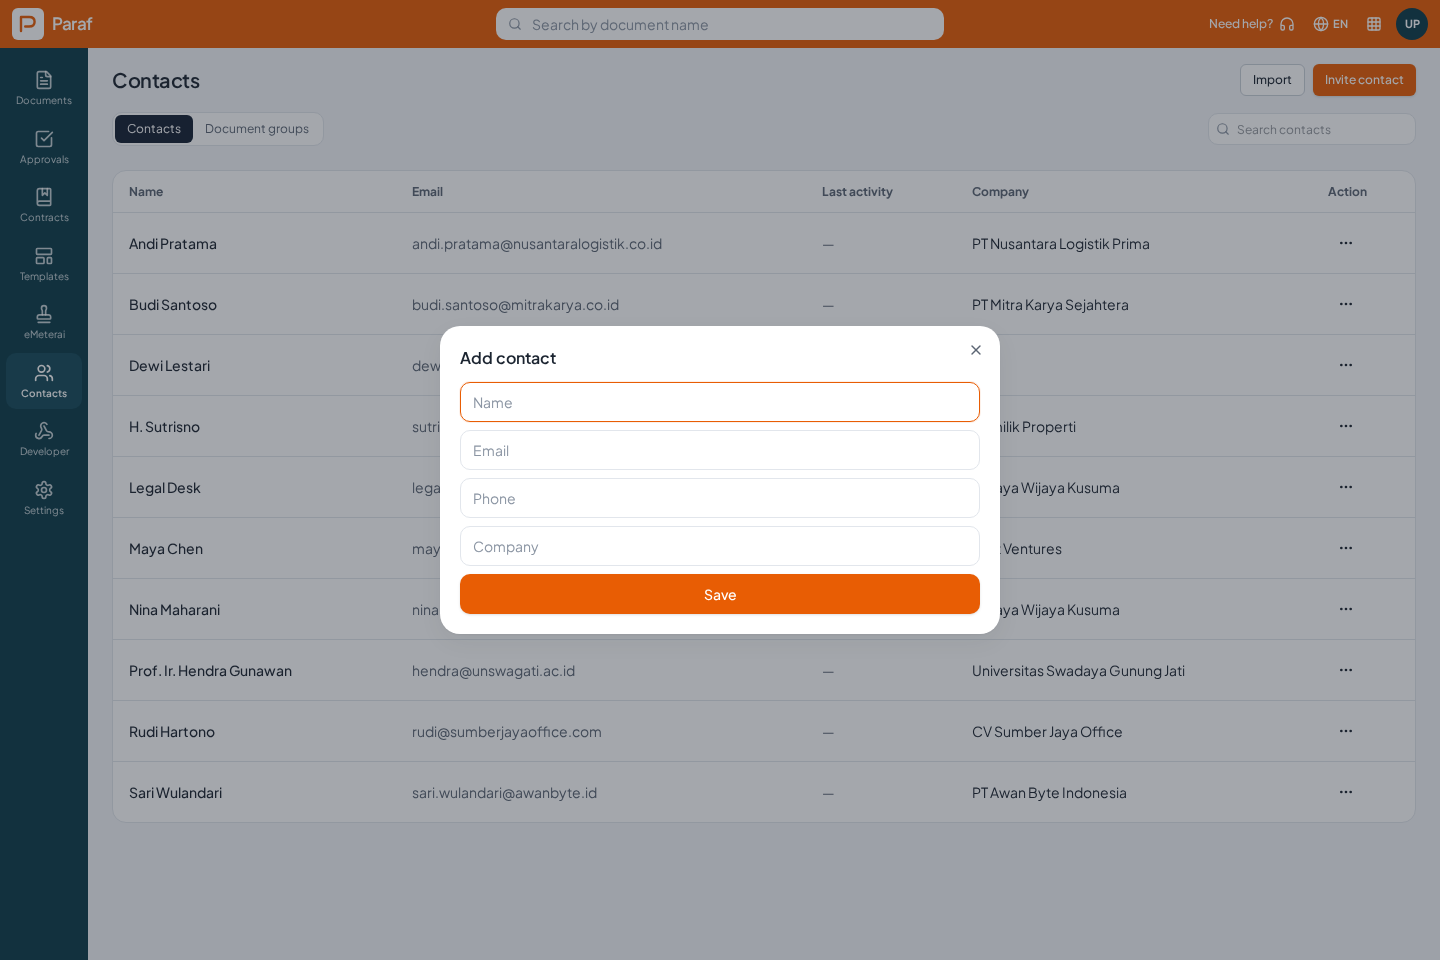 Paraf
Search by document name
Need help?
EN
UP
Documents
Approvals
Contracts
Templates
eMeterai
Contacts
Developer
Settings
Contacts
Import
Invite contact
Contacts
Document groups
Search contacts
Name Email Last activity Company Action
Andi Pratama andi.pratama@nusantaralogistik.co.id — PT Nusantara Logistik Prima
Budi Santoso budi.santoso@mitrakarya.co.id — PT Mitra Karya Sejahtera
Dewi Lestari
H. Sutrisno Properti
Legal Desk Wijaya Kusuma
Maya Chen Ventures
Nina Maharani Wijaya Kusuma
Prof. Ir. Hendra Gunawan hendra@unswagati.ac.id — Universitas Swadaya Gunung Jati
Rudi Hartono rudi@sumberjayaoffice.com — CV Sumber Jaya Office
Sari Wulandari sari.wulandari@awanbyte.id — PT Awan Byte Indonesia
Add contact
Name
Email
Phone
Company
Save